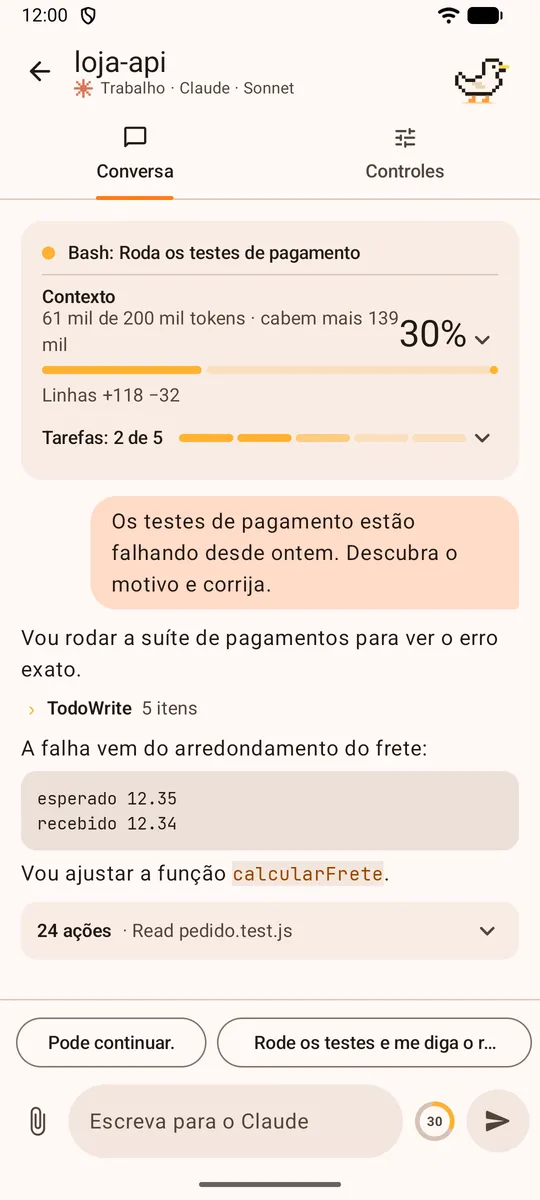 12:00
loja-api
Trabalho · Claude · Sonnet
Conversa
Controles
Bash: Roda os testes de pagamento
Contexto
61 mil de 200 mil tokens · cabem mais 139
mil
30%
Linhas +118 −32
Tarefas: 2 de 5
Os testes de pagamento estão
falhando desde ontem. Descubra o
motivo e corrija.
Vou rodar a suíte de pagamentos para ver o erro
exato.
TodoWrite 5 itens
A falha vem do arredondamento do frete:
esperado 12.35
recebido 12.34
Vou ajustar a função calcularFrete.
24 ações · Read pedido.test.js
Pode continuar.
Rode os testes e me diga o r...
Escreva para o Claude
30